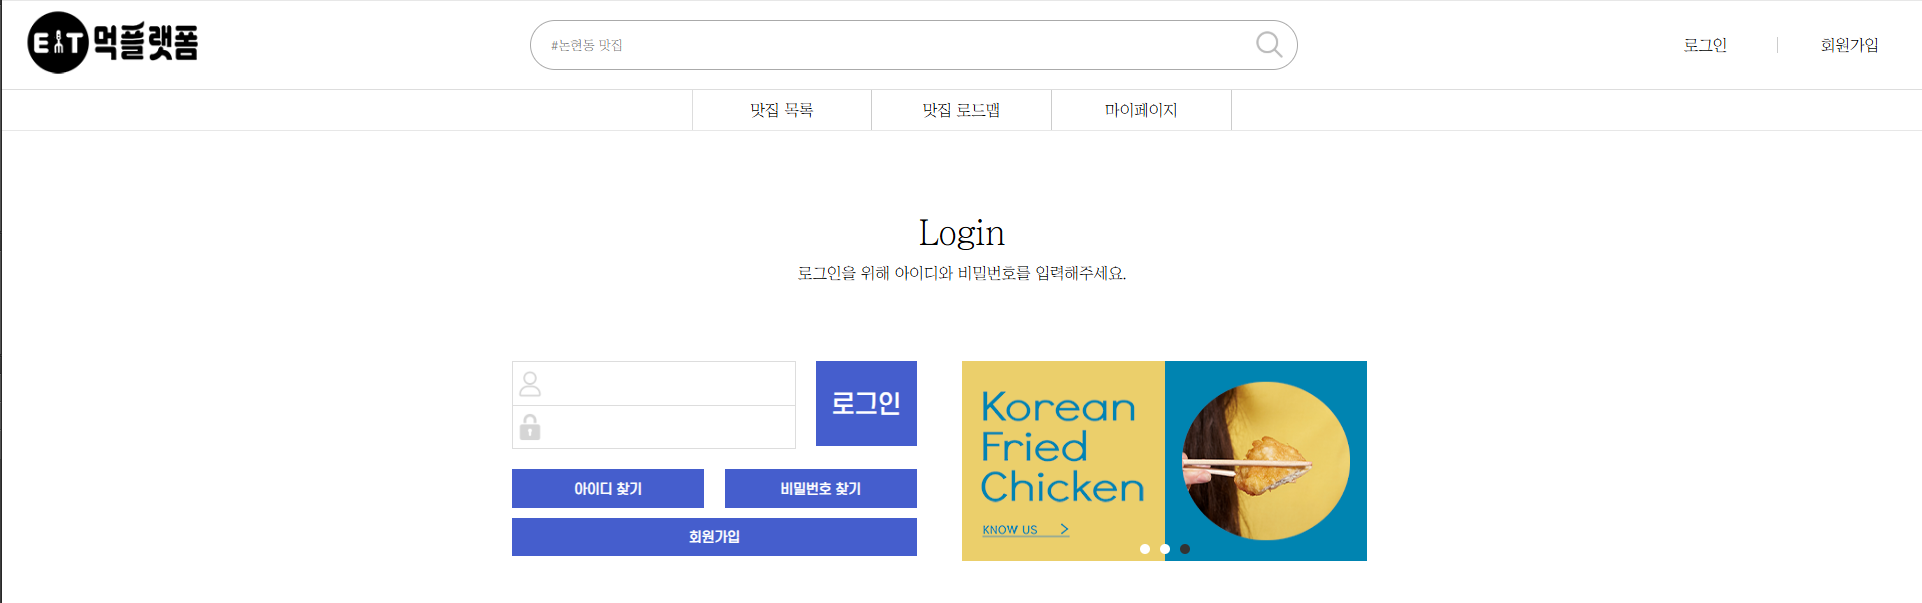 EAT 먹플랫폼
#논현동 맛집
로그인
회원가입
맛집 목록
맛집 로드맵
마이페이지
Login
로그인을 위해 아이디와 비밀번호를 입력해주세요.
로그인
아이디 찾기
비밀번호 찾기
회원가입
Korean
Fried
Chicken
KNOW US >